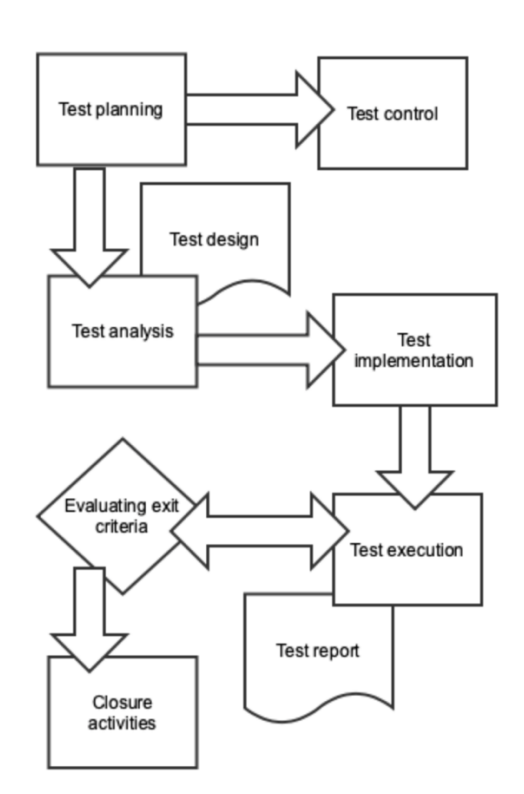 Test planning
Test control
Test design
Test analysis
Test
implementation
Evaluating exit
criteria
Test execution
Test report
Closure
activities